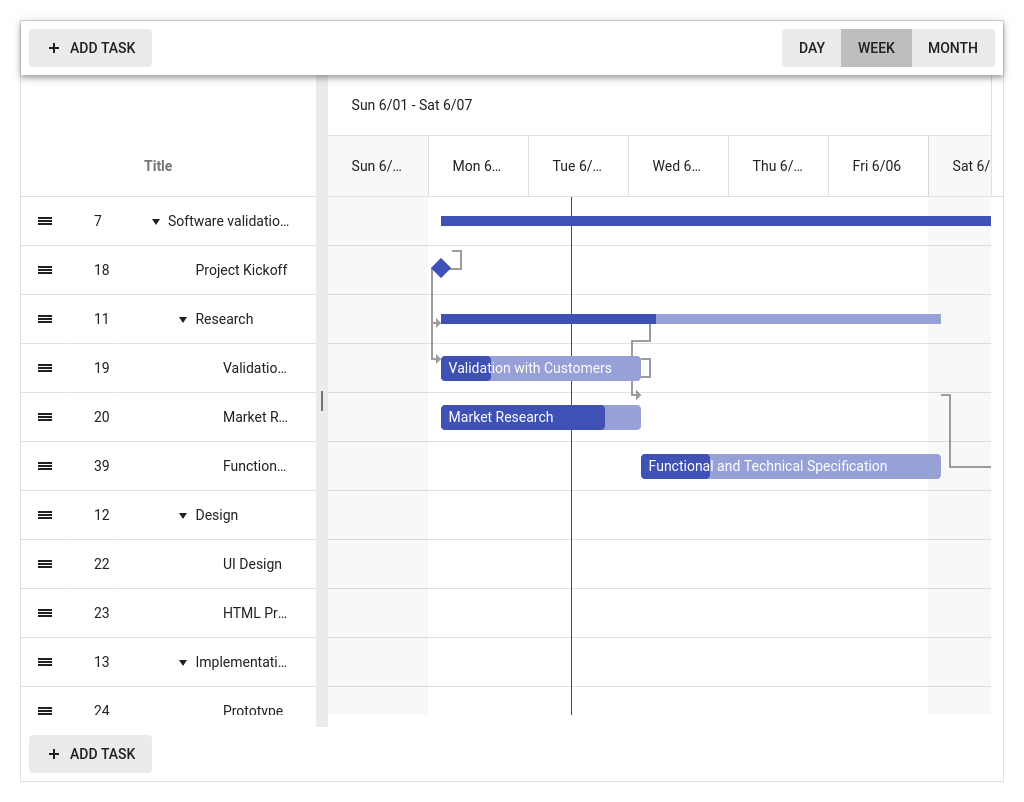 ADD TASK
DAY WEEK MONTH
Sun 6/01 - Sat 6/07
Title
Sun 6/... Mon 6... Tue 6/... Wed 6... Thu 6/... Fri 6/06 Sat 6/
7 Software validatio...
18 Project Kickoff
11 Research
19 Validatio... Validation with Customers
20 Market R... Market Research
39 Function... Functional and Technical Specification
12 Design
22 UI Design
23 HTML Pr...
13 Implementati...
24 Prototype
ADD TASK